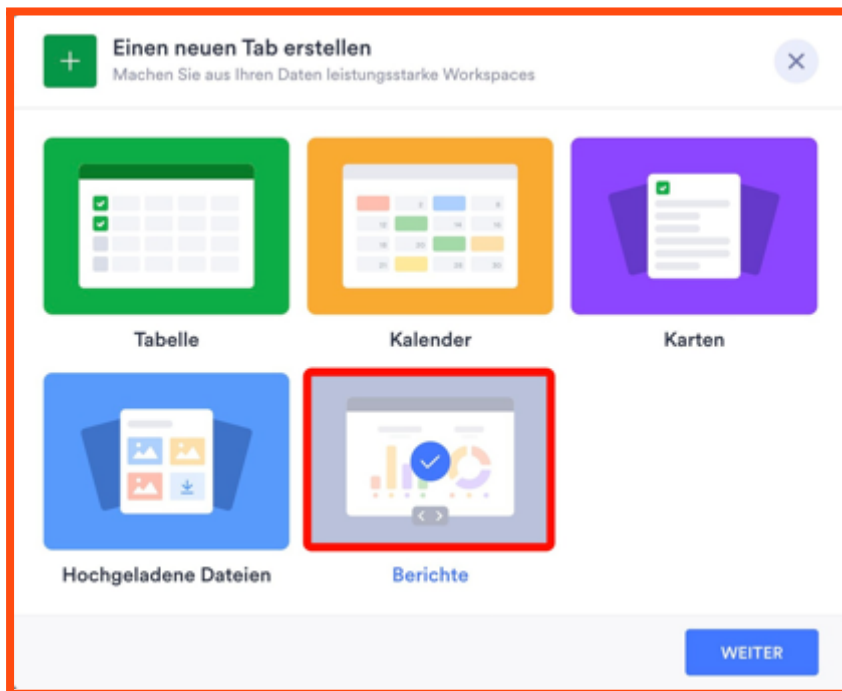 Einen neuen Tab erstellen
Machen Sie aus Ihren Daten leistungsstarke Workspaces
Tabelle
Kalender
Karten
Hochgeladene Dateien
Berichte
WEITER